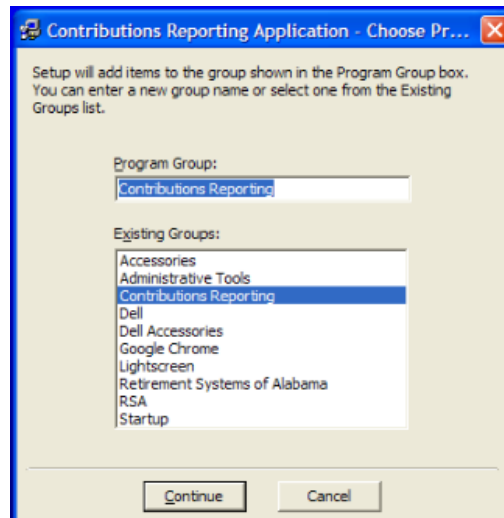 Contributions Reporting Application - Choose Pr...
Setup will add items to the group shown in the Program Group box.
You can enter a new group name or select one from the Existing
Groups list.
Program Group:
Contributions Reporting
Existing Groups:
Accessories
Administrative Tools
Contributions Reporting
Dell
Dell Accessories
Google Chrome
Lightscreen
Retirement Systems of Alabama
RSA
Startup
Continue
Cancel